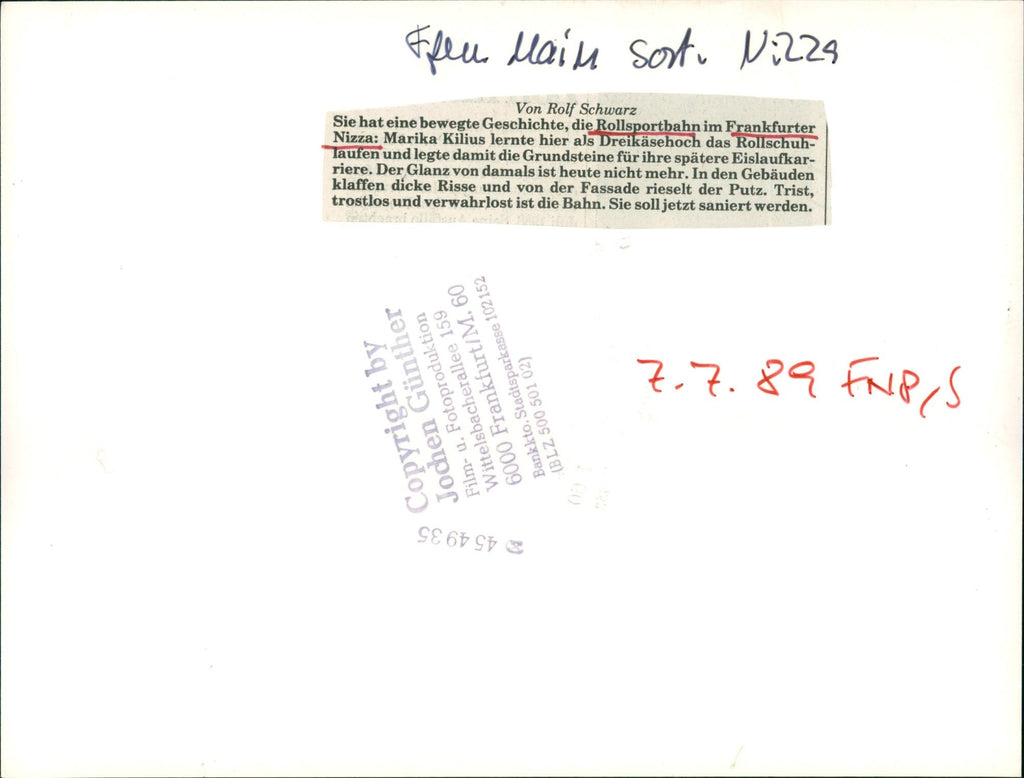 Ffm. Main Sort. Nizza
Von Rolf Schwarz
Sie hat eine bewegte Geschichte, die Rollsportbahn im Frankfurter
Nizza: Marika Kilius lernte hier als Dreikäsehoch das Rollschuh-
laufen und legte damit die Grundsteine für ihre spätere Eislaufkar-
riere. Der Glanz von damals ist heute nicht mehr. In den Gebäuden
klaffen dicke Risse und von der Fassade rieselt der Putz. Trist,
trostlos und verwahrlost ist die Bahn. Sie soll jetzt saniert werden.
Copyright by
Jochen Günther
Film- u. Fotoproduktion
Wittelsbacherallee 159
6000 Frankfurt/M. 60
Bankkto. Stadtsparkasse 102152
(BLZ 500 501 02)
454935
7.7.89 FNP/S